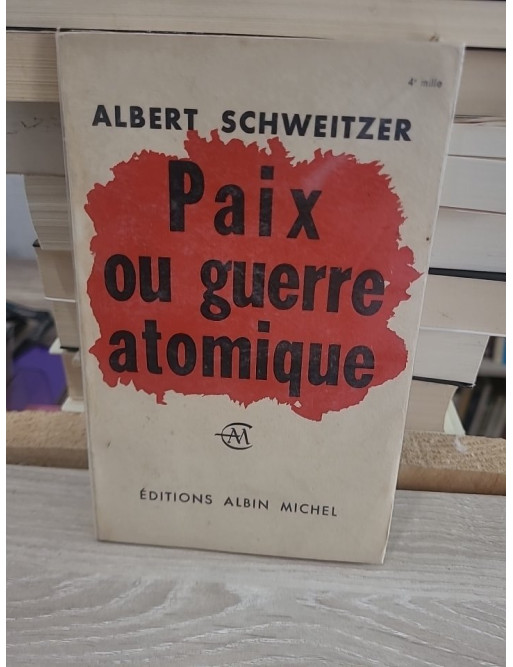 4e mille
ALBERT SCHWEITZER
Paix
ou guerre
atomique
AM
ÉDITIONS ALBIN MICHEL